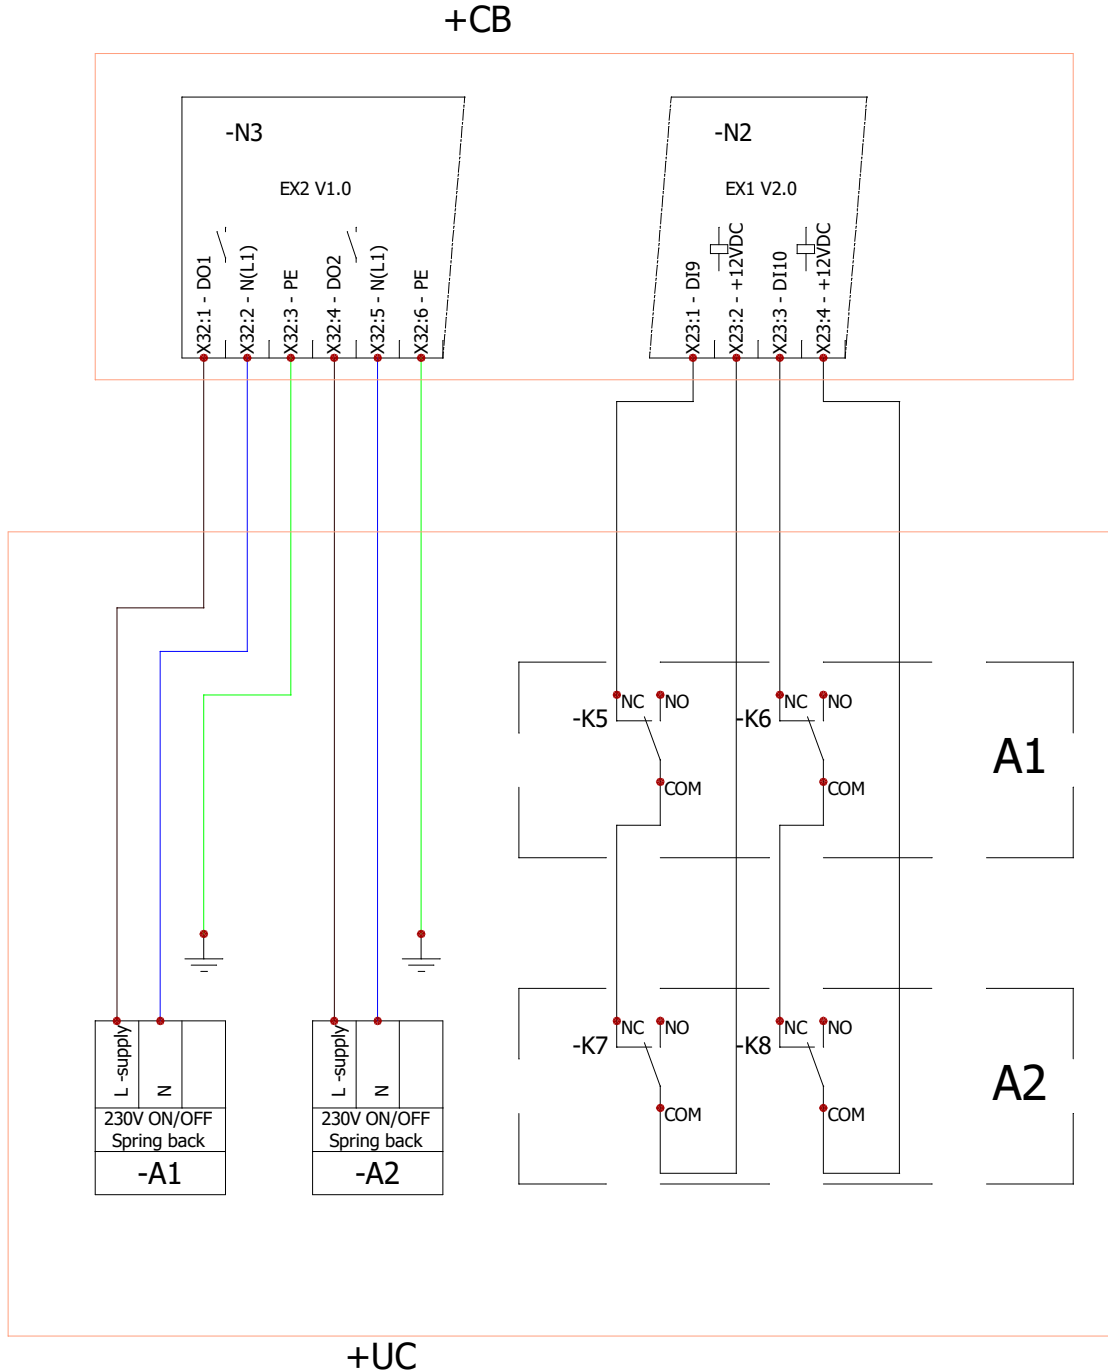 +CB
-N3
-N2
EX2 V1.0
EX1 V2.0
X32:1 - DO1
X32:2 - N(L1)
X32:3 - PE
X32:4 - DO2
X32:5 - N(L1)
X32:6 - PE
X23:1 - DI9
X23:2 - +12VDC
X23:3 - DI10
X23:4 - +12VDC
NC
NO
-K5
COM
NC
NO
-K6
COM
A1
NC
NO
-K7
COM
NC
NO
-K8
COM
A2
L -supply
N
230V ON/OFF
Spring back
-A1
L -supply
N
230V ON/OFF
Spring back
-A2
+UC